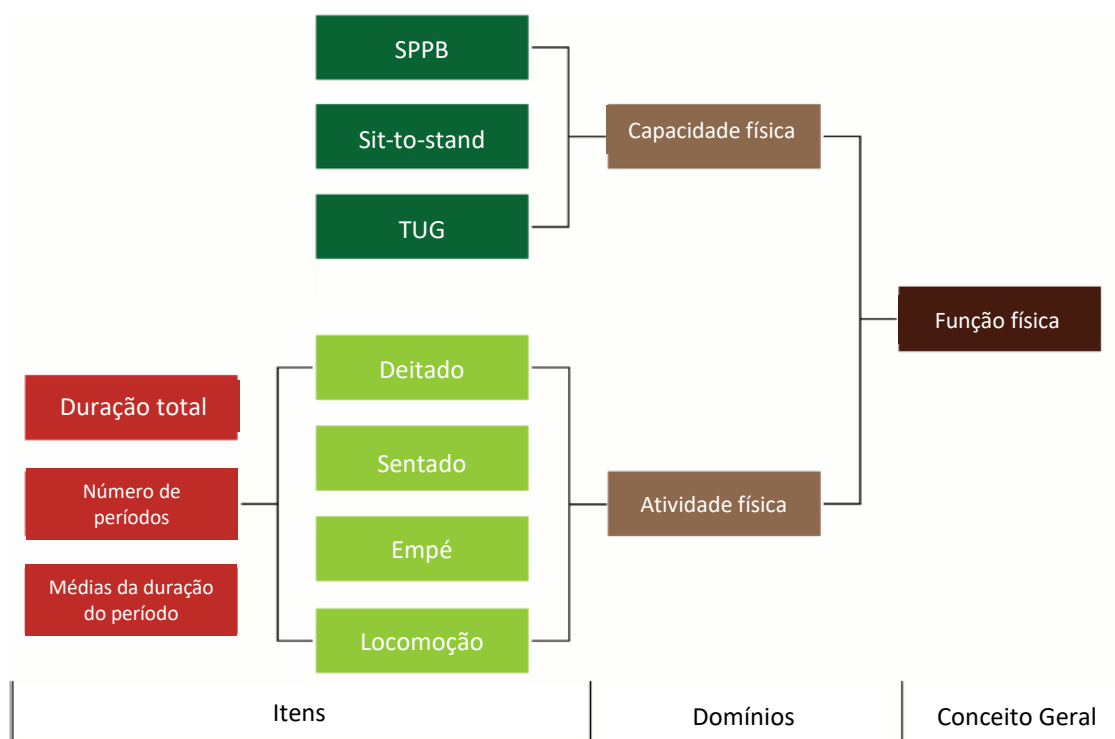 SPPB
Sit-to-stand
TUG
Capacidade física
Função física
Deitado
Sentado
Empé
Locomoção
Duração total
Número de
períodos
Médias da duração
do período
Atividade física
Itens
Domínios
Conceito Geral